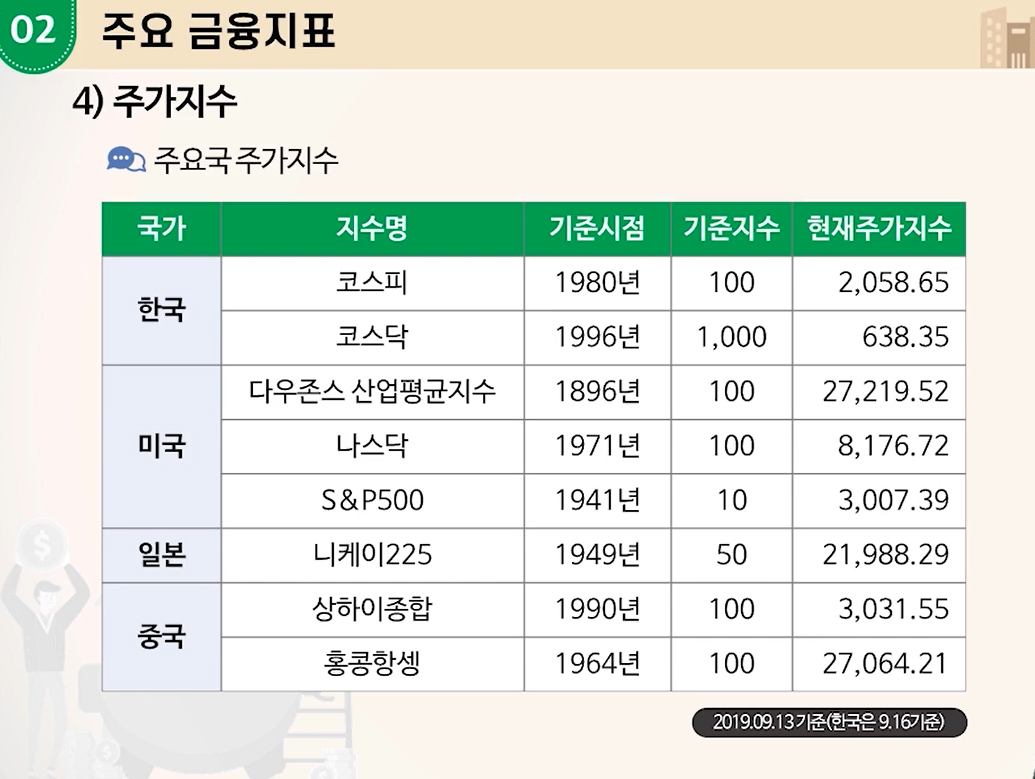 02 주요 금융지표
4) 주가지수
주요국 주가지수
국가 지수명 기준시점 기준지수 현재주가지수
한국 코스피 1980년 100 2,058.65
코스닥 1996년 1,000 638.35
미국 다우존스 산업평균지수 1896년 100 27,219.52
나스닥 1971년 100 8,176.72
S&P500 1941년 10 3,007.39
일본 니케이225 1949년 50 21,988.29
중국 상하이종합 1990년 100 3,031.55
홍콩항셍 1964년 100 27,064.21
2019.09.13기준(한국은 9.16기준)